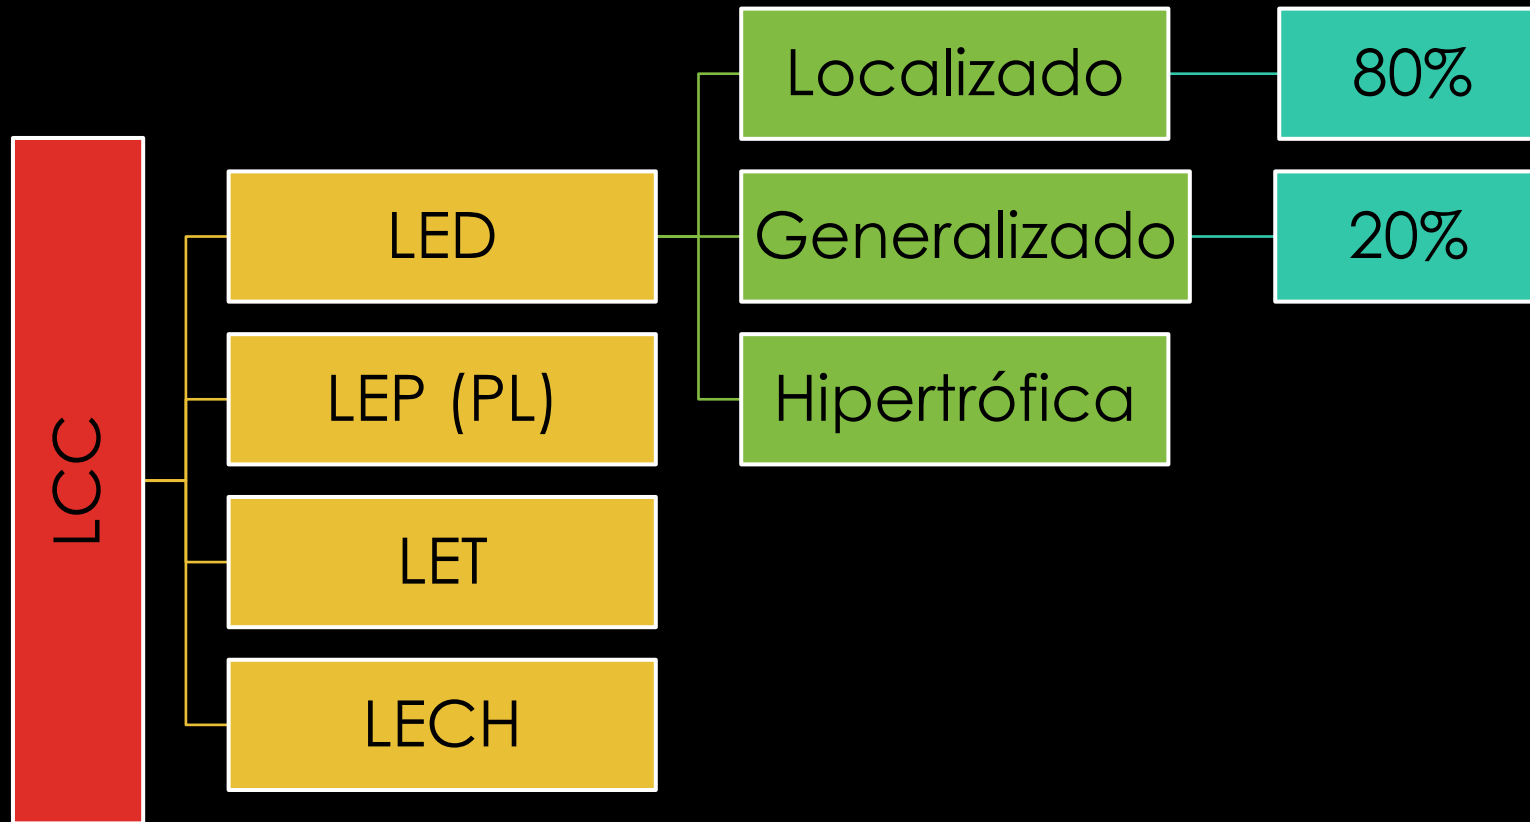 LCC
LED
LEP (PL)
LET
LECH
Localizado
Generalizado
Hipertrófica
80%
20%